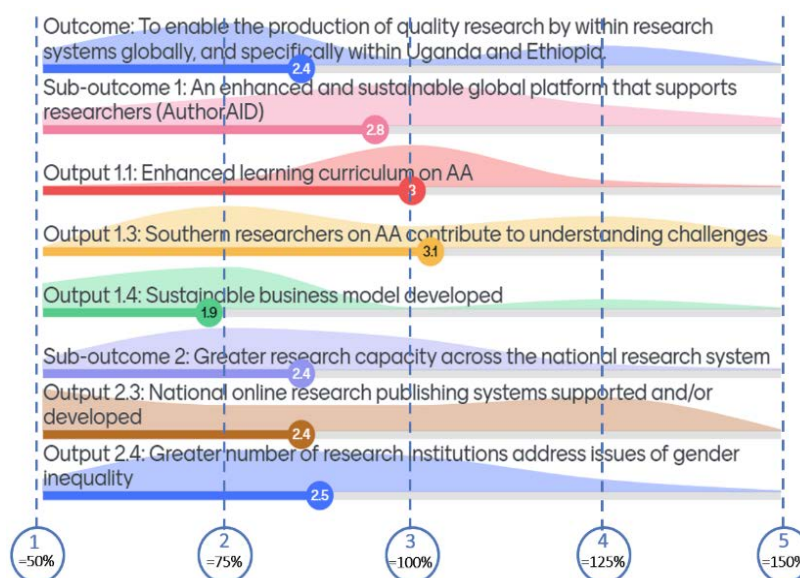 Outcome: To enable the production of quality research by within research
systems globally, and specifically within Uganda and Ethiopia.
2.4
Sub-outcome 1: An enhanced and sustainable global platform that supports
researchers (AuthorAID)
2.8
Output 1.1: Enhanced learning curriculum on AA
3
Output 1.3: Southern researchers on AA contribute to understanding challenges
3.1
Output 1.4: Sustainable business model developed
1.9
Sub-outcome 2: Greater research capacity across the national research system
2.4
Output 2.3: National online research publishing systems supported and/or
developed
2.4
Output 2.4: Greater number of research institutions address issues of gender
inequality
2.5
1 2 3 4 5
=50% =75% =100% =125% =150%